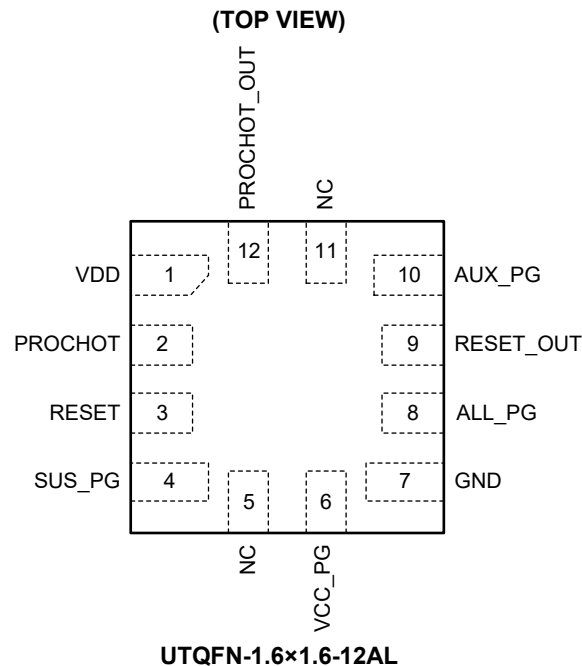 (TOP VIEW)
PROCHOT_OUT
NC
12
11
VDD
1
10
AUX_PG
PROCHOT
2
9
RESET_OUT
RESET
3
8
ALL_PG
SUS_PG
4
7
GND
5
6
NC
VCC_PG
UTQFN-1.6×1.6-12AL